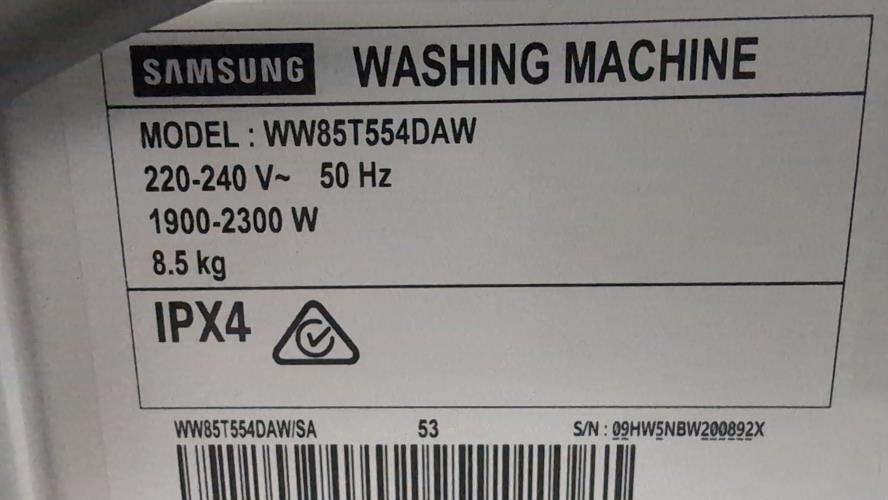 SAMSUNG WASHING MACHINE
MODEL : WW85T554DAW
220-240 V~ 50 Hz
1900-2300 W
8.5 kg
IPX4
WW85T554DAW/SA 53 S/N : 09HW5NBW200892X